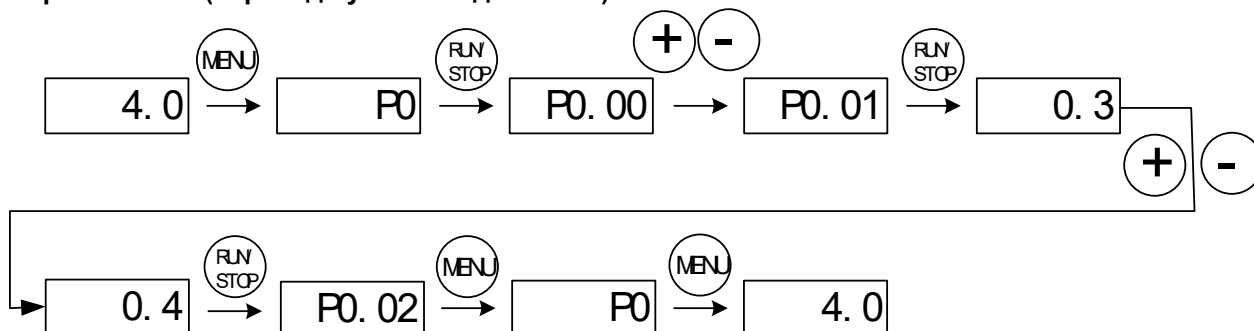 + -
MENU RUN/ STOP RUN/ STOP
4.0 P0 P0.00 P0.01 0.3
+ -
RUN/ STOP MENU MENU
0.4 P0.02 P0 4.0